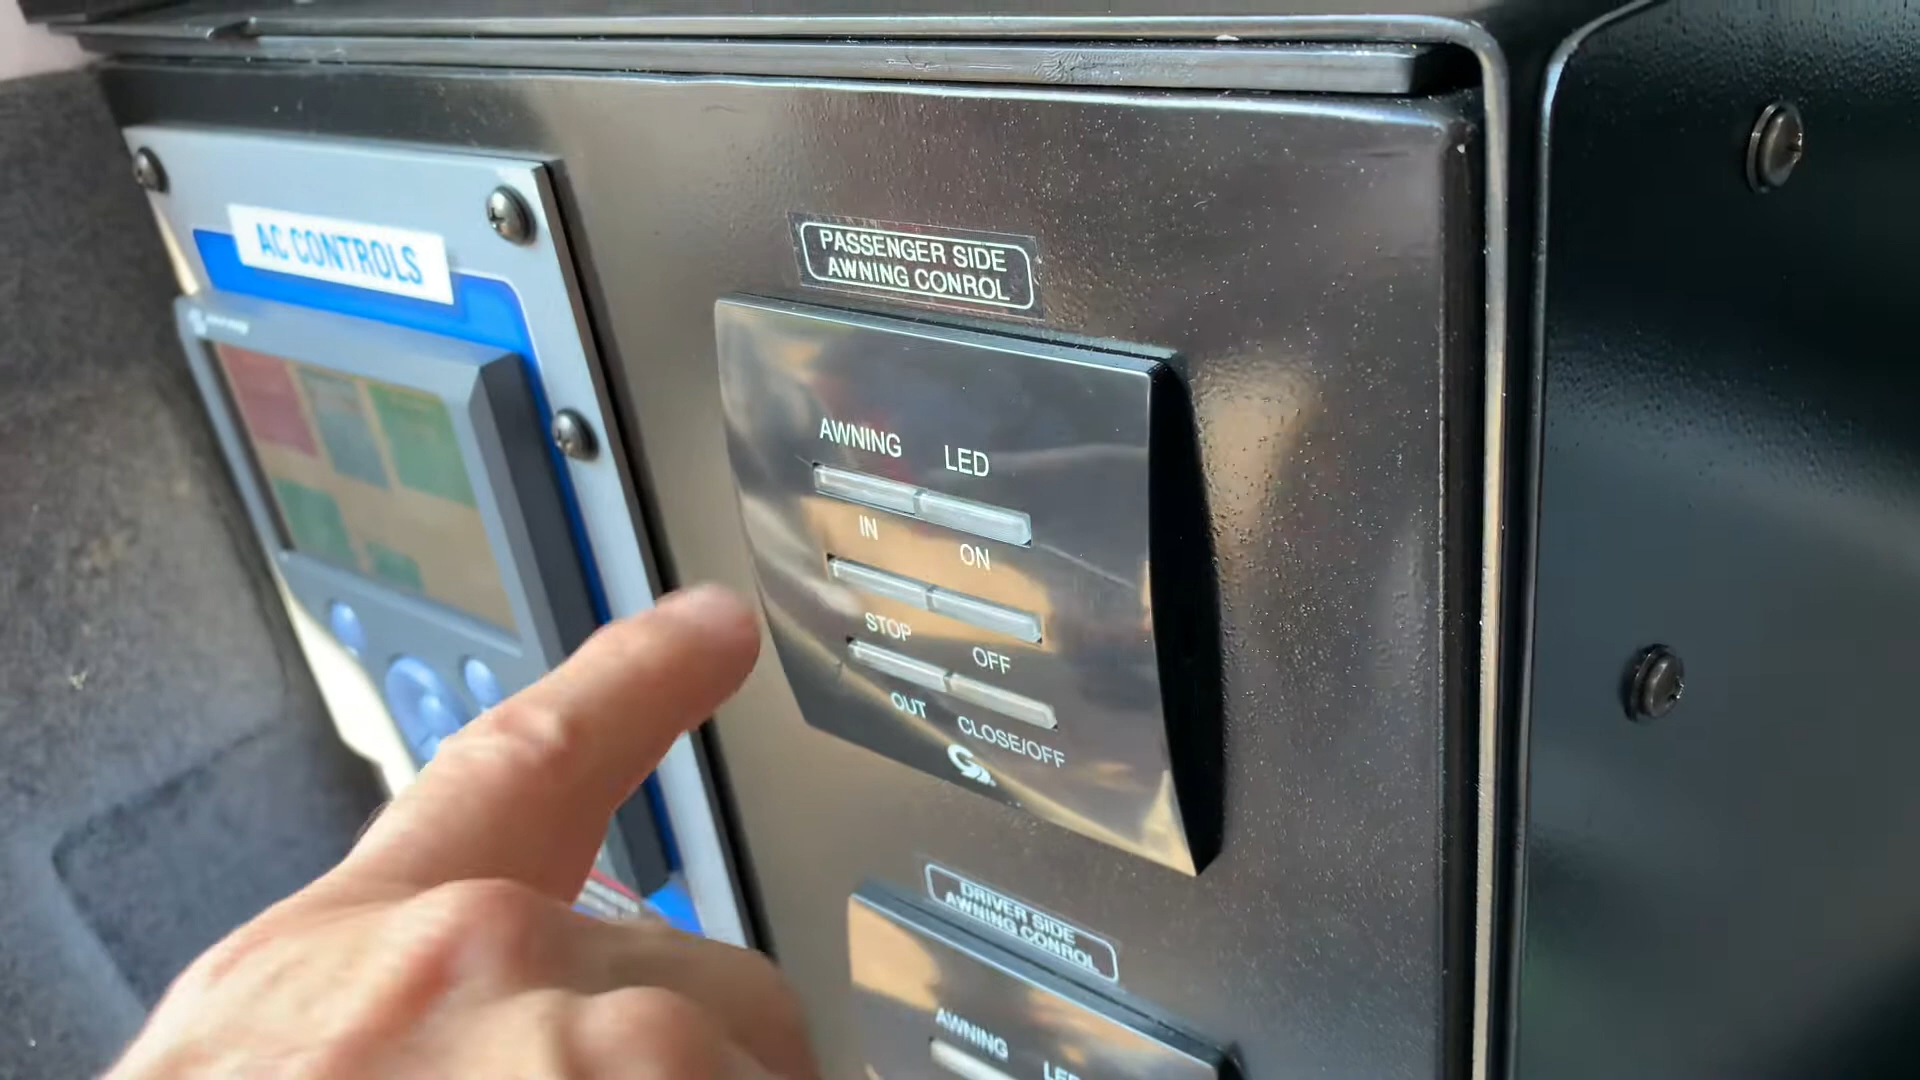 AC CONTROLS
PASSENGER SIDE
AWNING CONROL
AWNING LED
IN ON
STOP OFF
OUT CLOSE/OFF
DRIVER SIDE
AWNING CONROL
AWNING LED